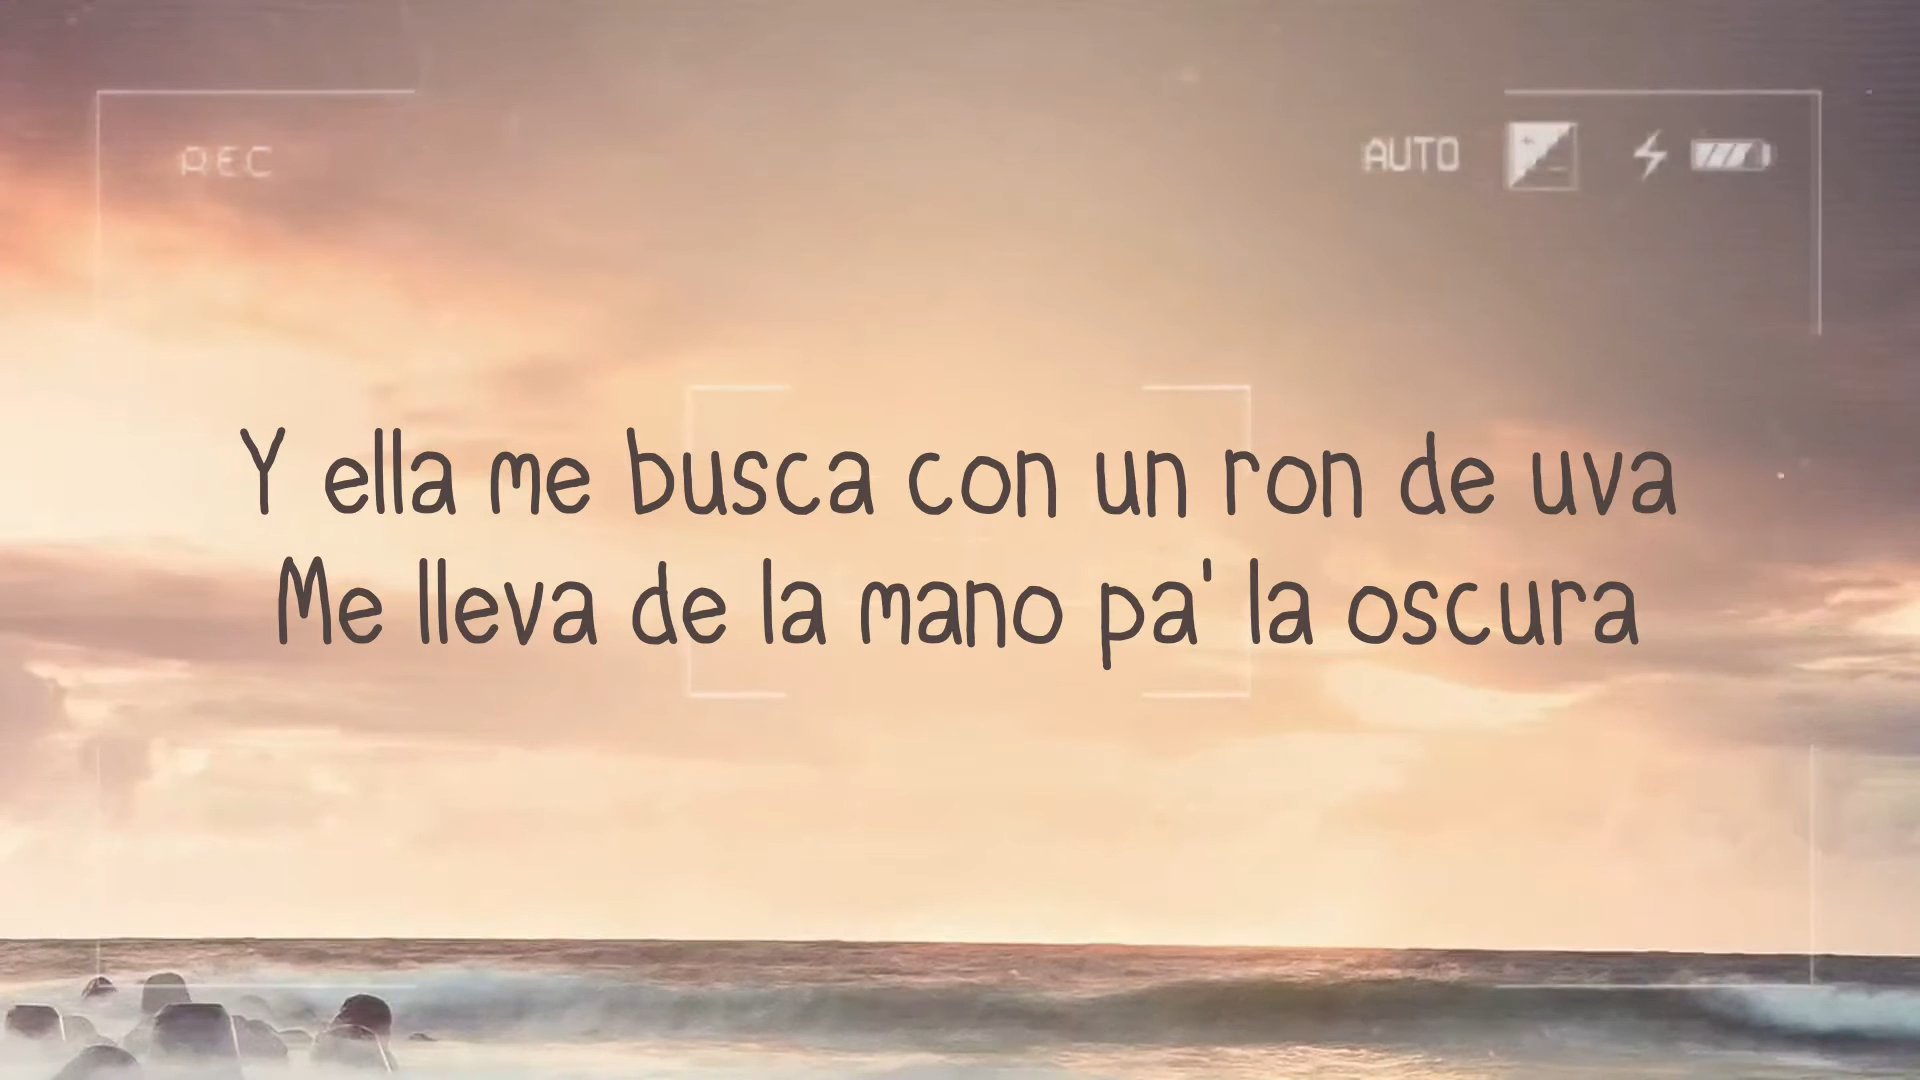 REC
AUTO
Y ella me busca con un ron de uva
Me lleva de la mano pa' la oscura